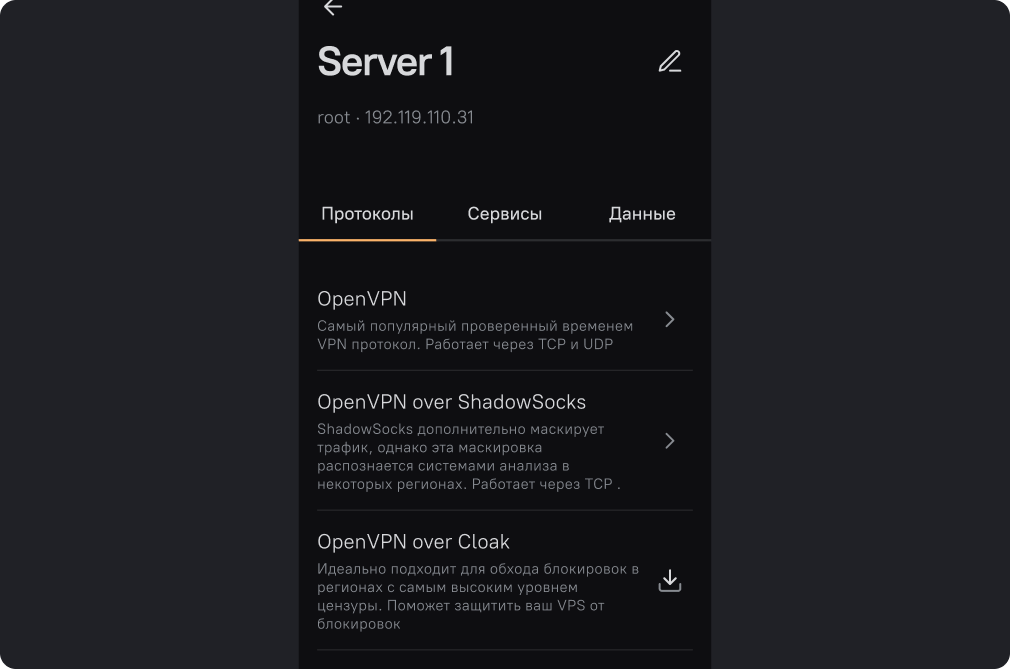 Server 1
root · 192.119.110.31
Протоколы Сервисы Данные
OpenVPN
Самый популярный проверенный временем
VPN протокол. Работает через TCP и UDP
OpenVPN over ShadowSocks
ShadowSocks дополнительно маскирует
трафик, однако эта маскировка
распознается системами анализа в
некоторых регионах. Работает через TCP .
OpenVPN over Cloak
Идеально подходит для обхода блокировок в
регионах с самым высоким уровнем
цензуры. Поможет защитить ваш VPS от
блокировок